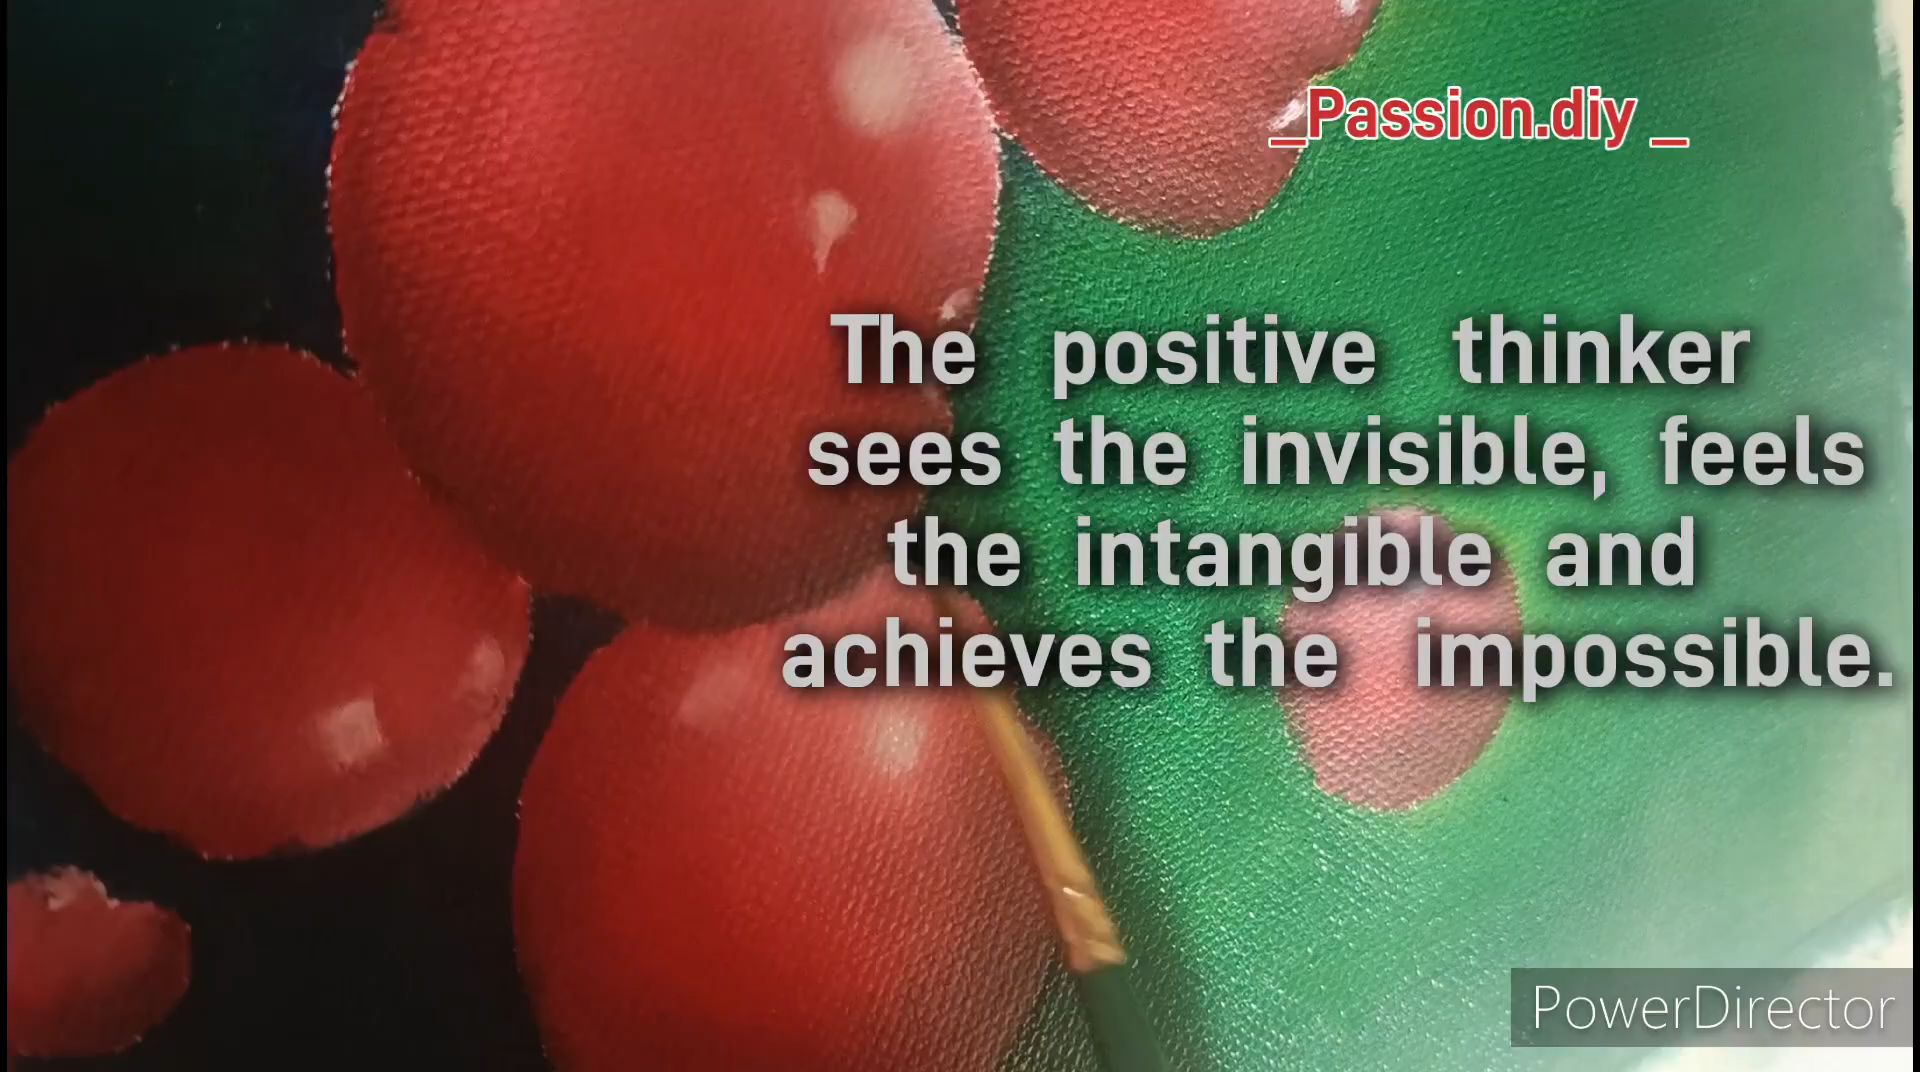 _Passion.diy _
The positive thinker
sees the invisible, feels
the intangible and
achieves the impossible.
PowerDirector